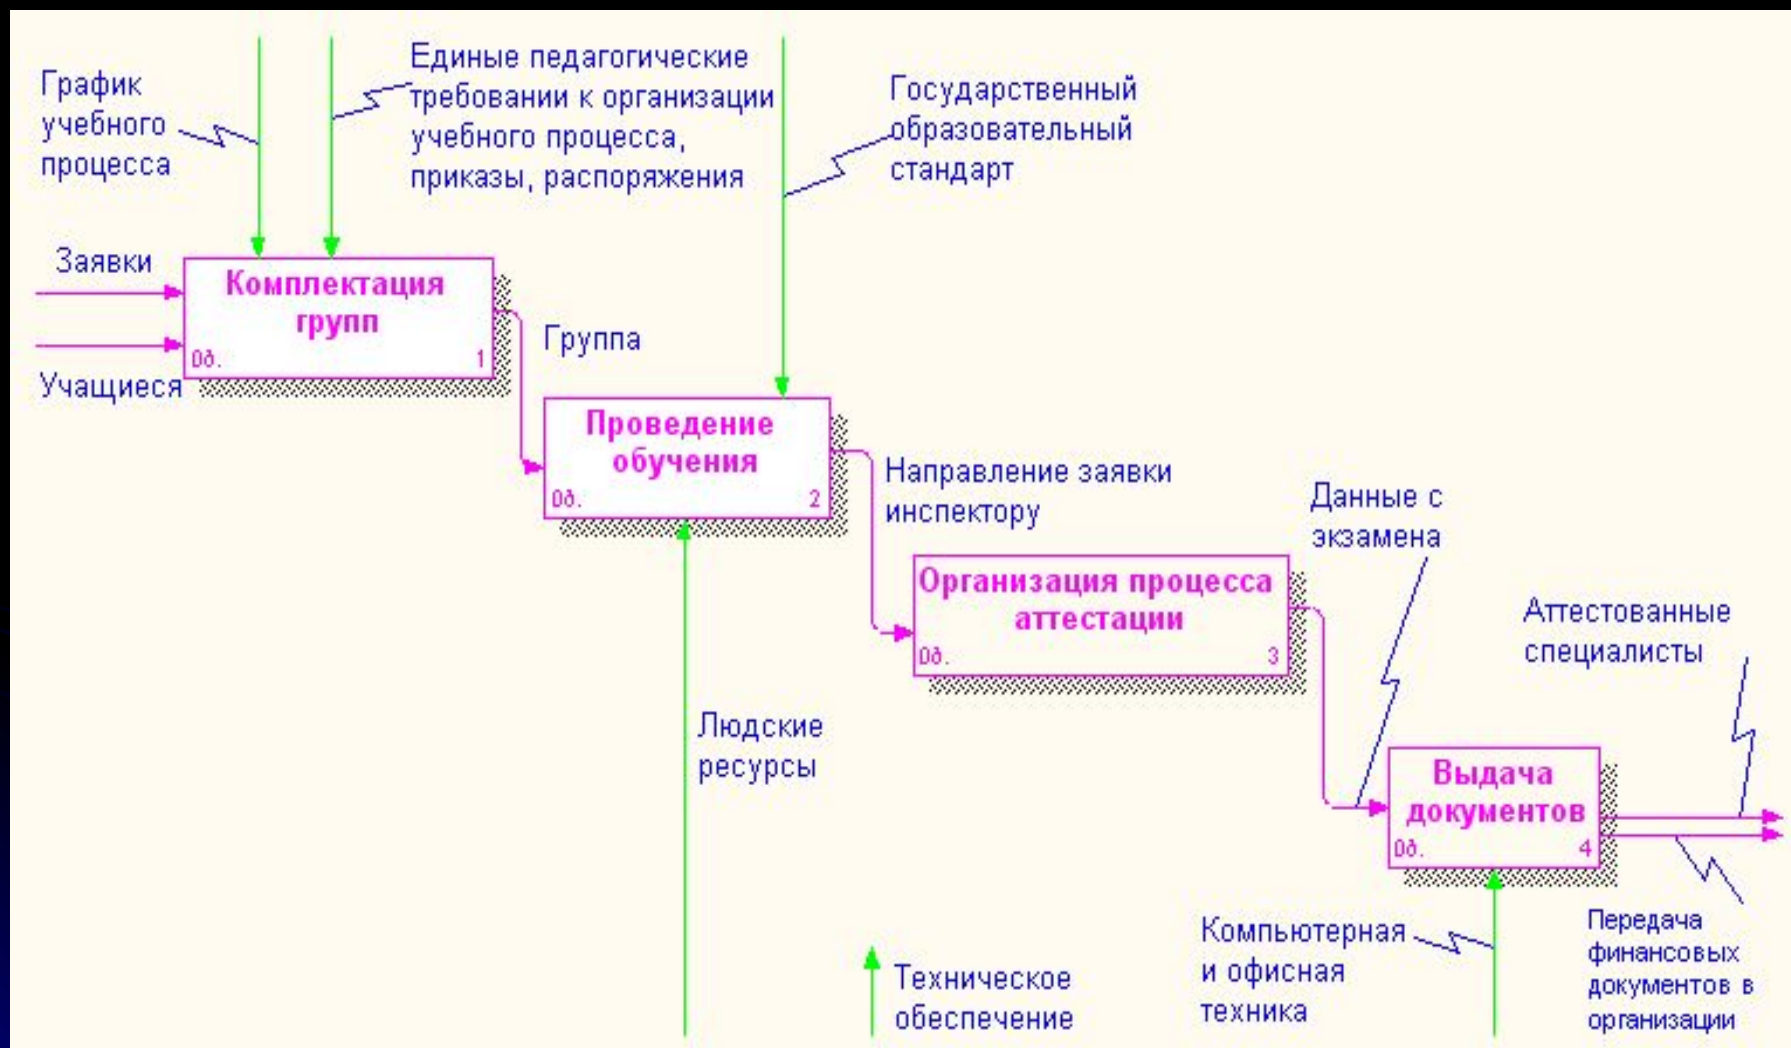 График
учебного
процесса
Единые педагогические
требовании к организации
учебного процесса,
приказы, распоряжения
Государственный
образовательный
стандарт
Заявки
Учащиеся
Комплектация
групп
0д. 1
Группа
Проведение
обучения
0д. 2
Направление заявки
инспектору
Данные с
экзамена
Организация процесса
аттестации
0д. 3
Аттестованные
специалисты
Людские
ресурсы
Выдача
документов
0д. 4
Техническое
обеспечение
Компьютерная
и офисная
техника
Передача
финансовых
документов в
организации